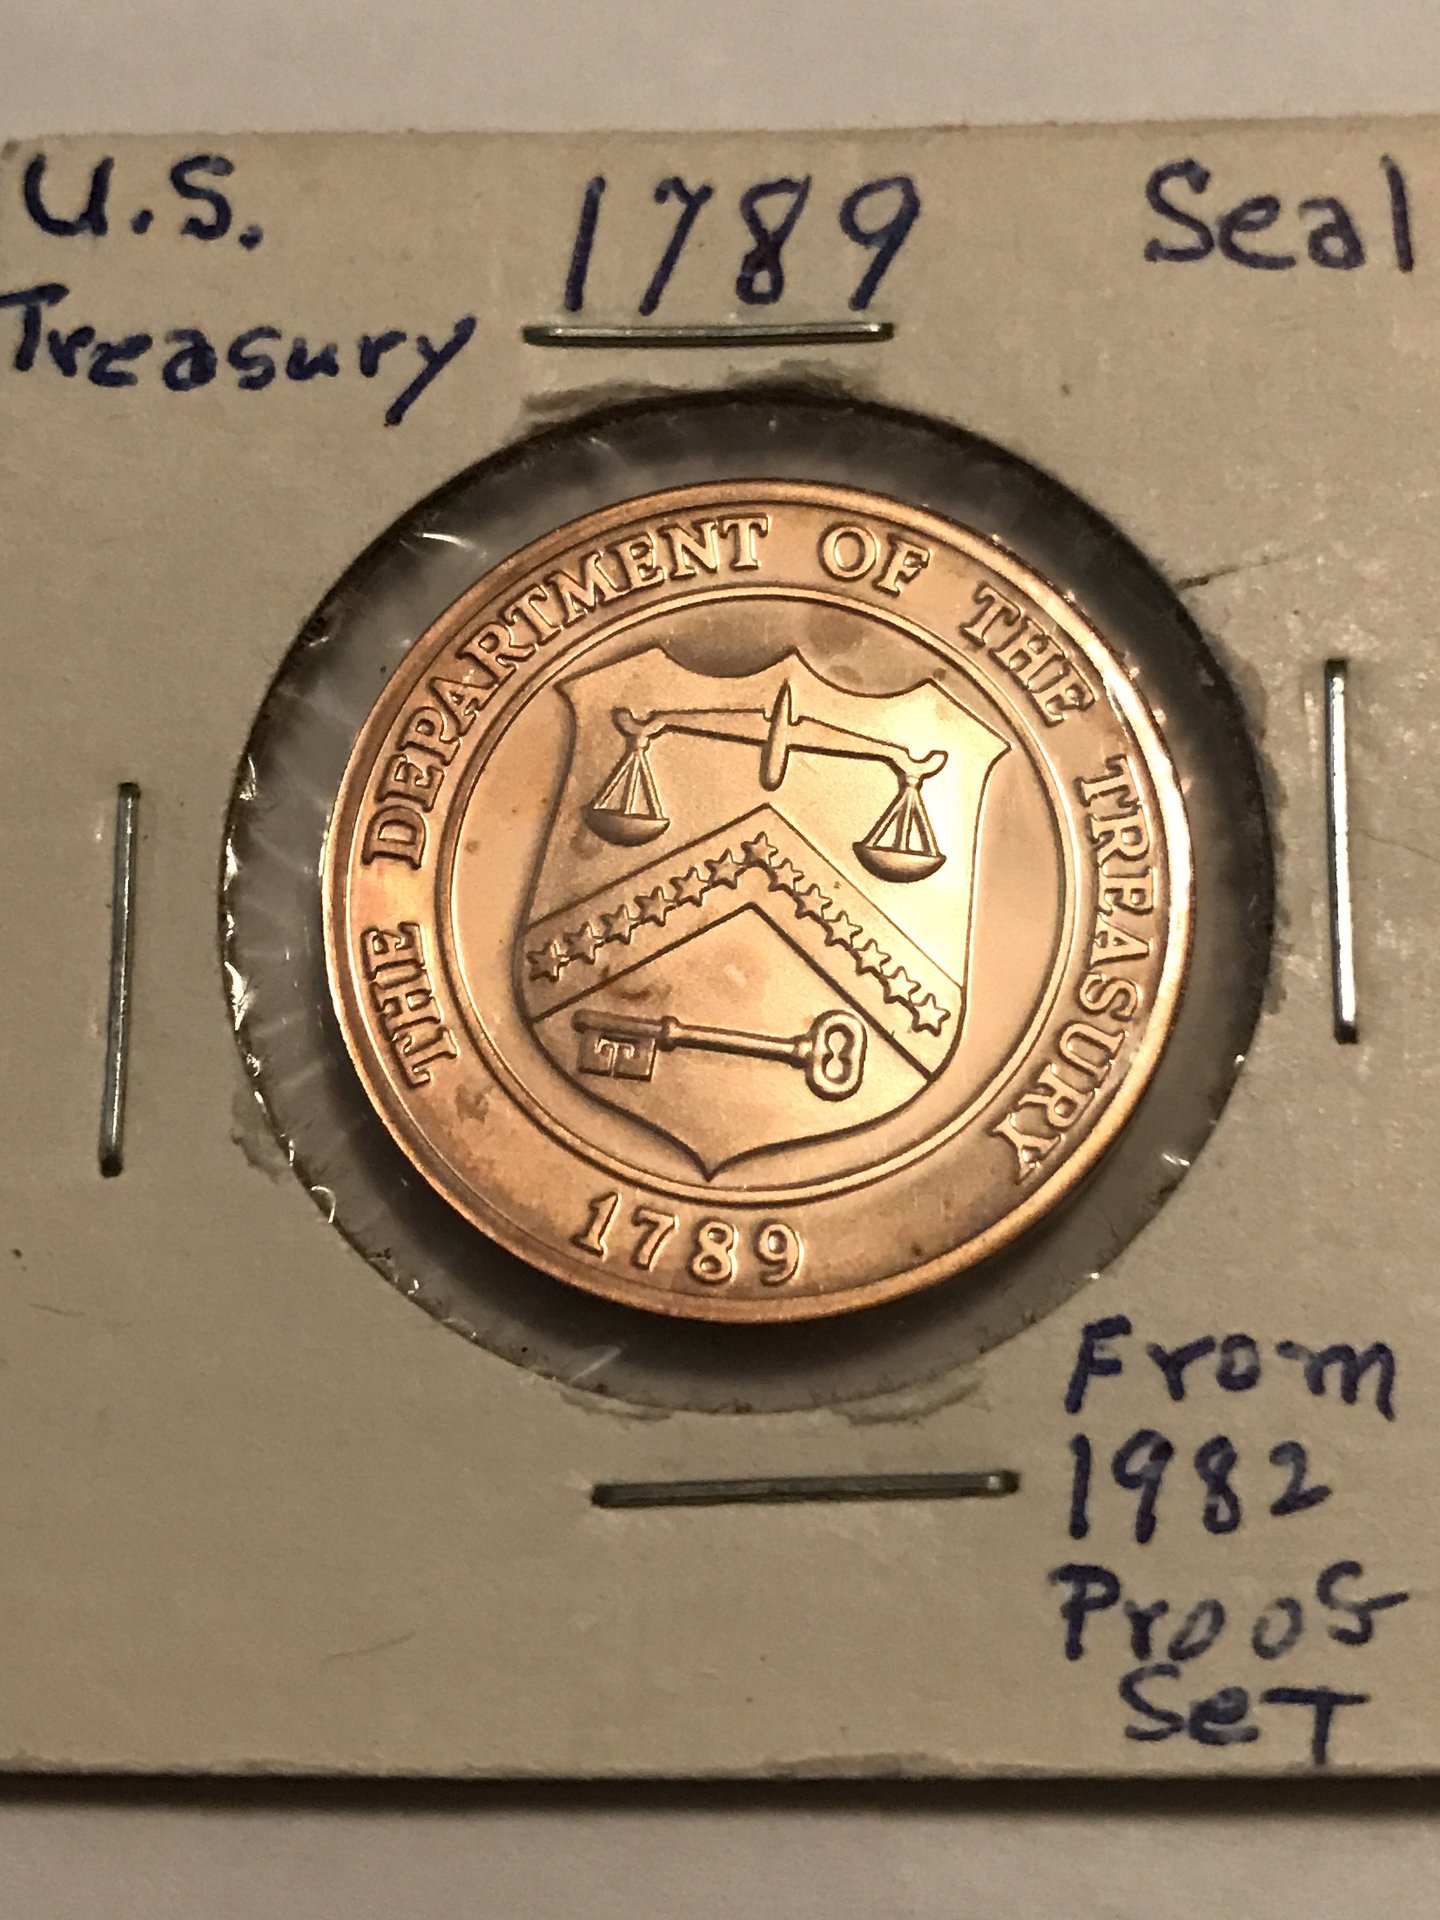 U.S.
Treasury
1789
Seal
THE DEPARTMENT OF THE TREASURY
1789
From
1982
Proof
Set